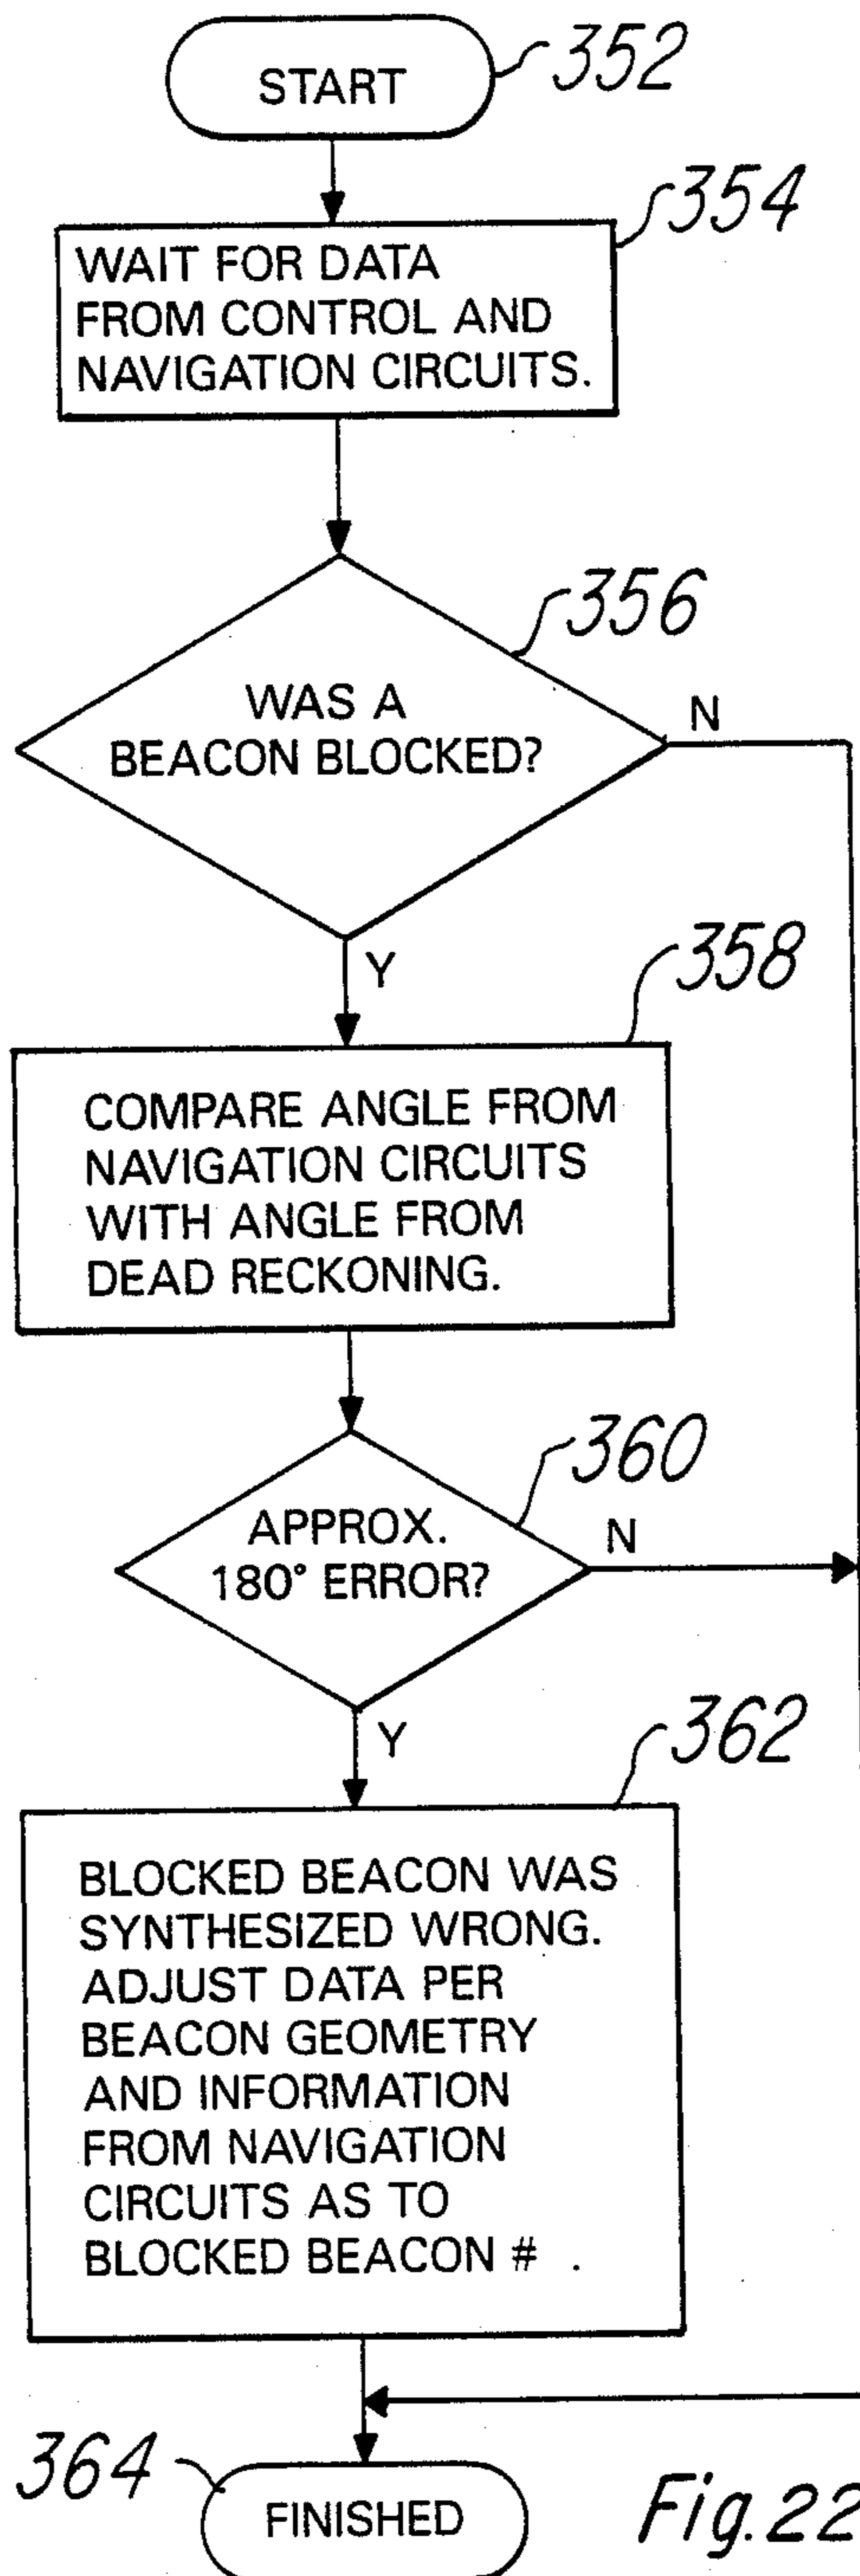 START
352
354
WAIT FOR DATA
FROM CONTROL AND
NAVIGATION CIRCUITS.
356
WAS A
BEACON BLOCKED?
N
Y
358
COMPARE ANGLE FROM
NAVIGATION CIRCUITS
WITH ANGLE FROM
DEAD RECKONING.
360
APPROX.
180° ERROR?
N
Y
362
BLOCKED BEACON WAS
SYNTHESIZED WRONG.
ADJUST DATA PER
BEACON GEOMETRY
AND INFORMATION
FROM NAVIGATION
CIRCUITS AS TO
BLOCKED BEACON # .
364
FINISHED
Fig. 22